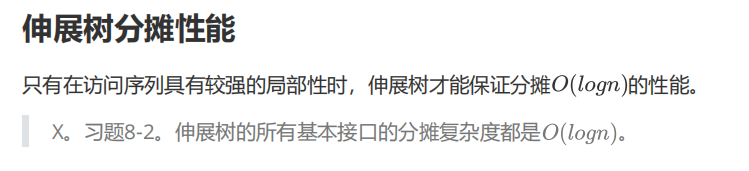 伸展树分摊性能
只有在访问序列具有较强的局部性时，伸展树才能保证分摊O(logn)的性能。
X。习题8-2。伸展树的所有基本接口的分摊复杂度都是O(logn)。